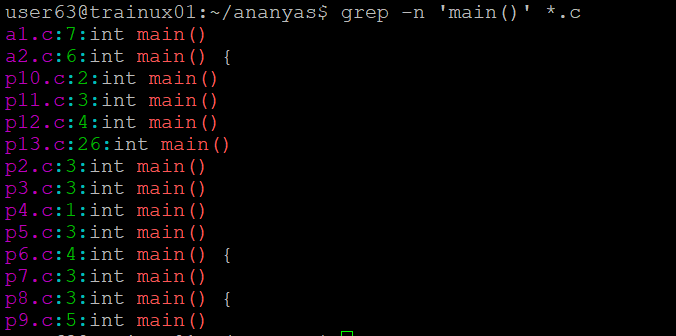 user63@trainux01:~/ananyas$ grep -n 'main()' *.c
a1.c:7:int main()
a2.c:6:int main() {
p10.c:2:int main()
p11.c:3:int main()
p12.c:4:int main()
p13.c:26:int main()
p2.c:3:int main()
p3.c:3:int main()
p4.c:1:int main()
p5.c:3:int main()
p6.c:4:int main() {
p7.c:3:int main()
p8.c:3:int main() {
p9.c:5:int main()